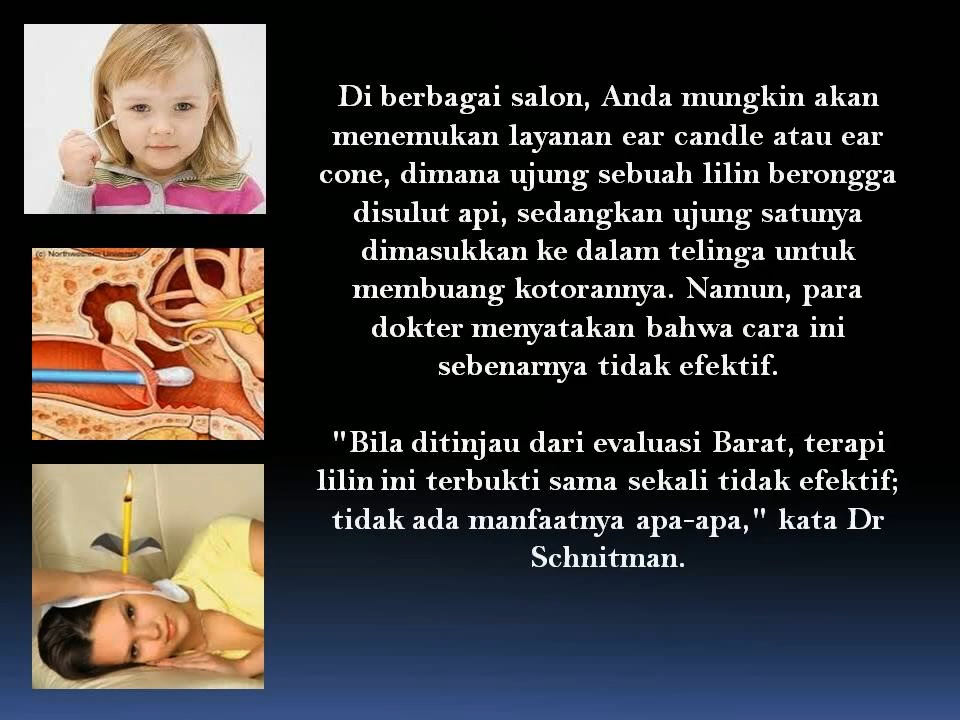 Di berbagai salon, Anda mungkin akan
menemukan layanan ear candle atau ear
cone, dimana ujung sebuah lilin berongga
disulut api, sedangkan ujung satunya
dimasukkan ke dalam telinga untuk
membuang kotorannya. Namun, para
dokter menyatakan bahwa cara ini
sebenarnya tidak efektif.
"Bila ditinjau dari evaluasi Barat, terapi
lilin ini terbukti sama sekali tidak efektif;
tidak ada manfaatnya apa-apa," kata Dr
Schnitman.
(c) Northwestern University